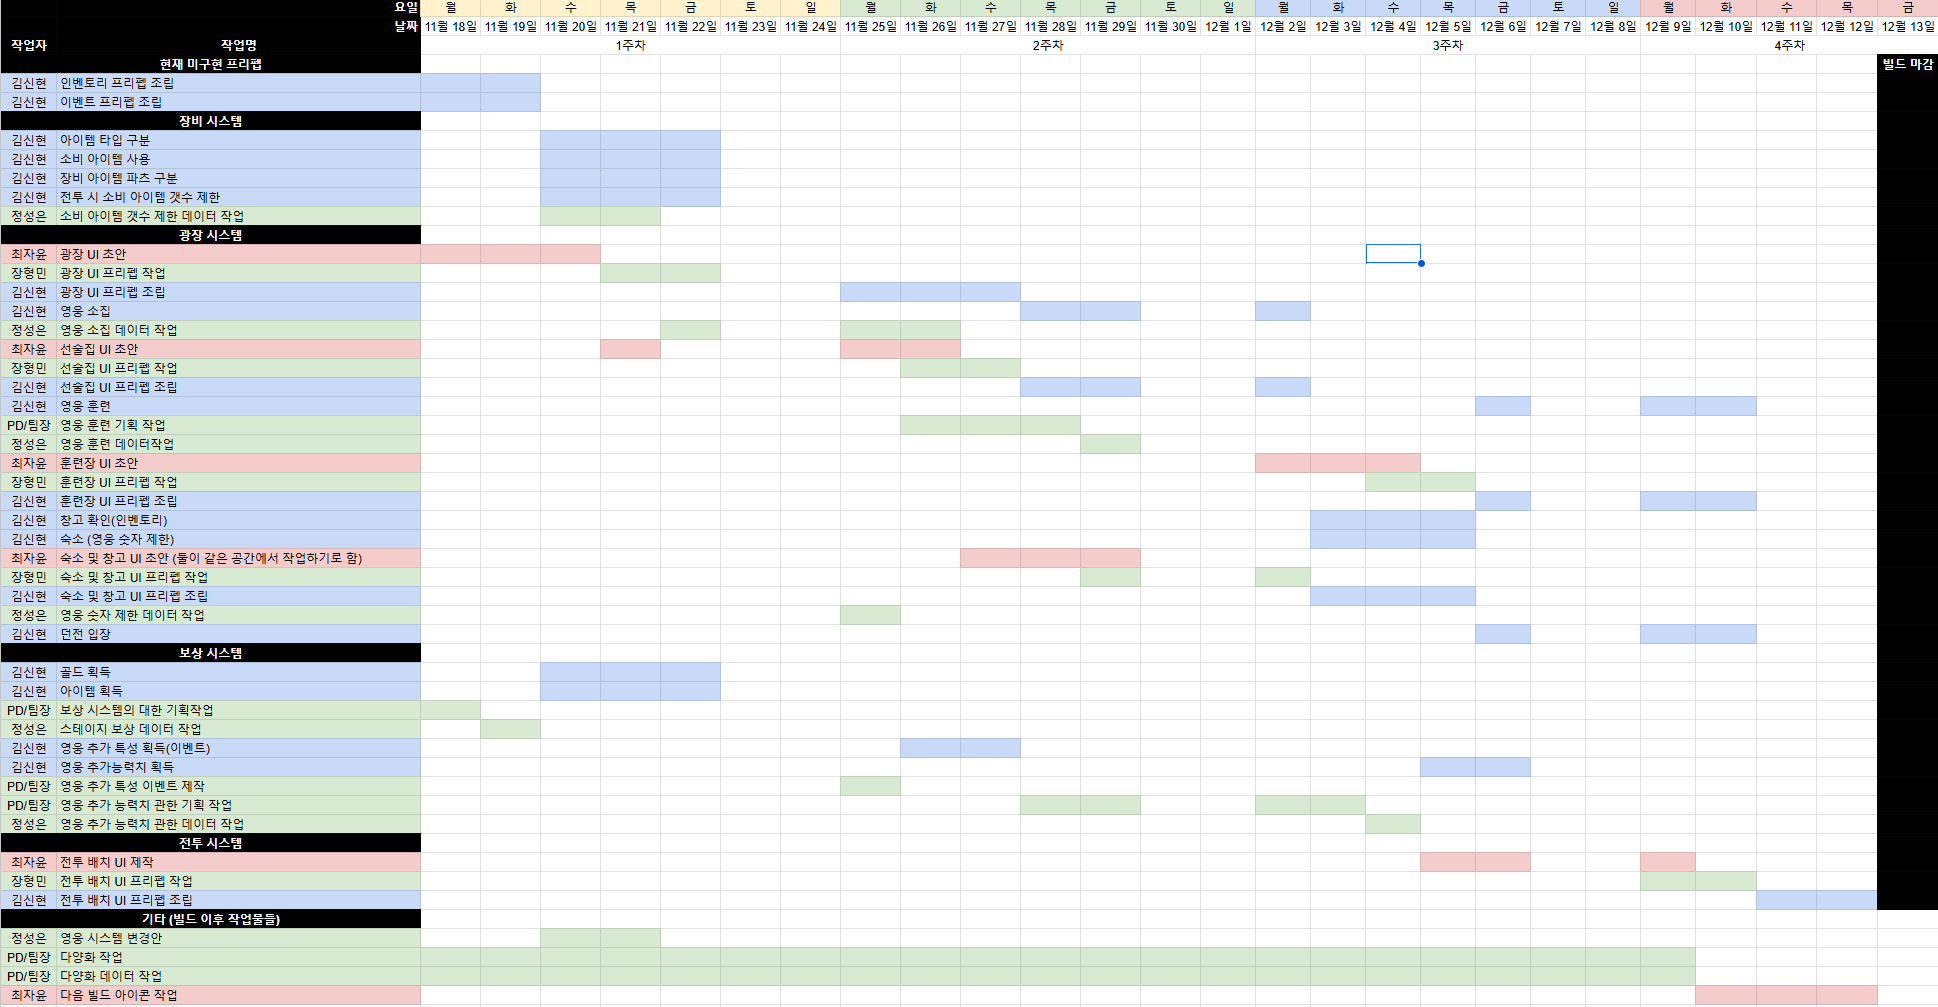 요일 월 화 수 목 금 토 일 월 화 수 목 금 토 일 월 화 수 목 금 토 일 월 화 수 목 금
날짜 11월 18일 11월 19일 11월 20일 11월 21일 11월 22일 11월 23일 11월 24일 11월 25일 11월 26일 11월 27일 11월 28일 11월 29일 11월 30일 12월 1일 12월 2일 12월 3일 12월 4일 12월 5일 12월 6일 12월 7일 12월 8일 12월 9일 12월 10일 12월 11일 12월 12일 12월 13일
작업자 작업명 1주차 2주차 3주차 4주차
현재 미구현 프리펩 빌드 마감
김신현 인벤토리 프리펩 조립
김신현 이벤트 프리펩 조립
장비 시스템
김신현 아이템 타입 구분
김신현 소비 아이템 사용
김신현 장비 아이템 파츠 구분
김신현 전투 시 소비 아이템 갯수 제한
정성은 소비 아이템 갯수 제한 데이터 작업
광장 시스템
최자윤 광장 UI 초안
장형민 광장 UI 프리펩 작업
김신현 광장 UI 프리펩 조립
김신현 영웅 소집
정성은 영웅 소집 데이터 작업
최자윤 선술집 UI 초안
장형민 선술집 UI 프리펩 작업
김신현 선술집 UI 프리펩 조립
김신현 영웅 훈련
PD/팀장 영웅 훈련 기획 작업
정성은 영웅 훈련 데이터작업
최자윤 훈련장 UI 초안
장형민 훈련장 UI 프리펩 작업
김신현 훈련장 UI 프리펩 조립
김신현 창고 확인(인벤토리)
김신현 숙소 (영웅 숫자 제한)
최자윤 숙소 및 창고 UI 초안 (둘이 같은 공간에서 작업하기로 함)
장형민 숙소 및 창고 UI 프리펩 작업
김신현 숙소 및 창고 UI 프리펩 조립
정성은 영웅 숫자 제한 데이터 작업
김신현 던전 입장
보상 시스템
김신현 골드 획득
김신현 아이템 획득
PD/팀장 보상 시스템의 대한 기획작업
정성은 스테이지 보상 데이터 작업
김신현 영웅 추가 특성 획득(이벤트)
김신현 영웅 추가능력치 획득
PD/팀장 영웅 추가 특성 이벤트 제작
PD/팀장 영웅 추가 능력치 관한 기획 작업
정성은 영웅 추가 능력치 관한 데이터 작업
전투 시스템
최자윤 전투 배치 UI 제작
장형민 전투 배치 UI 프리펩 작업
김신현 전투 배치 UI 프리펩 조립
기타 (빌드 이후 작업물들)
정성은 영웅 시스템 변경안
PD/팀장 다양화 작업
PD/팀장 다양화 데이터 작업
최자윤 다음 빌드 아이콘 작업